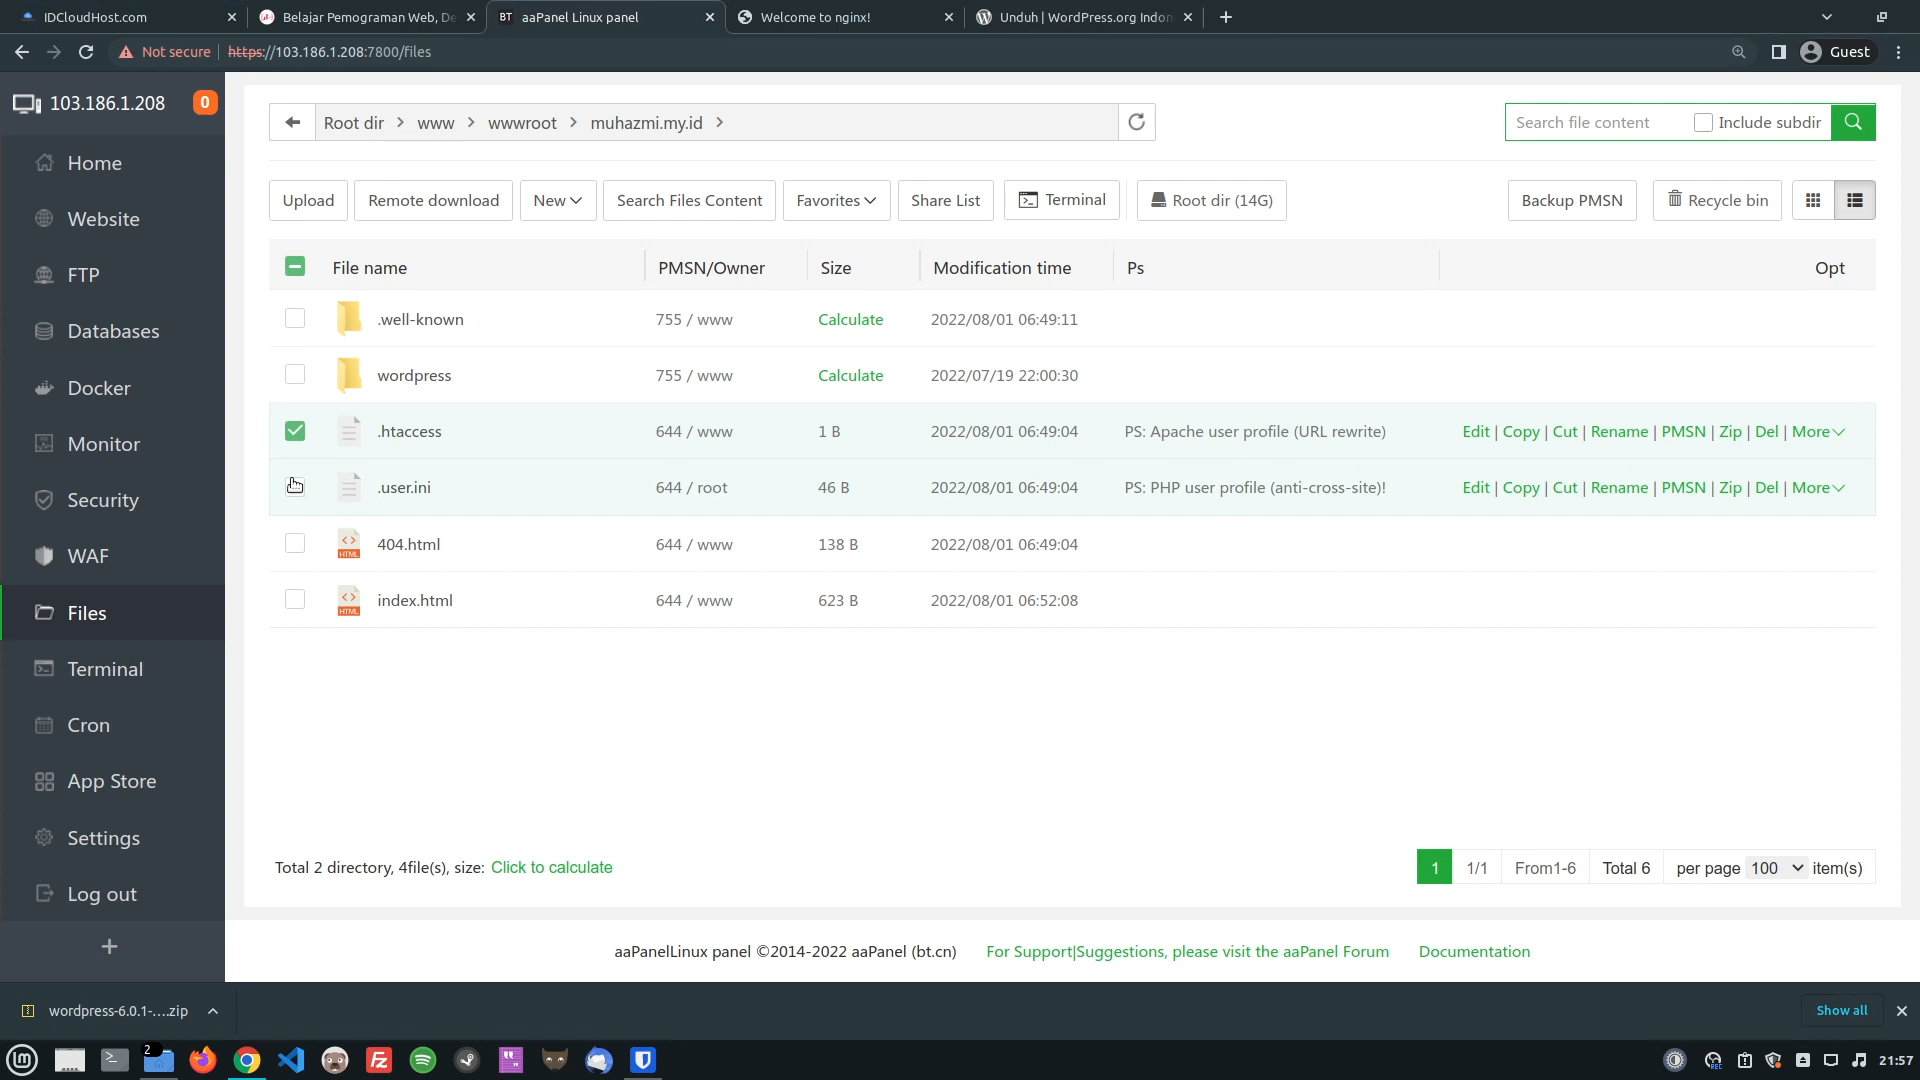 IDCloudHost.com
Belajar Pemograman Web, De
BT aaPanel Linux panel
Welcome to nginx!
Unduh | WordPress.org Indon
Not secure
https://103.186.1.208:7800/files
Guest
103.186.1.208
0
Home
Website
FTP
Databases
Docker
Monitor
Security
WAF
Files
Terminal
Cron
App Store
Settings
Log out
Root dir > www > wwwroot > muhazmi.my.id >
Search file content
Include subdir
Upload
Remote download
New
Search Files Content
Favorites
Share List
Terminal
Root dir (14G)
Backup PMSN
Recycle bin
File name PMSN/Owner Size Modification time Ps Opt
.well-known 755 / www Calculate 2022/08/01 06:49:11
wordpress 755 / www Calculate 2022/07/19 22:00:30
.htaccess 644 / www 1 B 2022/08/01 06:49:04 PS: Apache user profile (URL rewrite) Edit | Copy | Cut | Rename | PMSN | Zip | Del | More
.user.ini 644 / root 46 B 2022/08/01 06:49:04 PS: PHP user profile (anti-cross-site)! Edit | Copy | Cut | Rename | PMSN | Zip | Del | More
404.html 644 / www 138 B 2022/08/01 06:49:04
index.html 644 / www 623 B 2022/08/01 06:52:08
Total 2 directory, 4file(s), size: Click to calculate
1 1/1 From1-6 Total 6 per page 100 item(s)
aaPanelLinux panel ©2014-2022 aaPanel (bt.cn) For Support|Suggestions, please visit the aaPanel Forum Documentation
wordpress-6.0.1-....zip
Show all
2
21:57